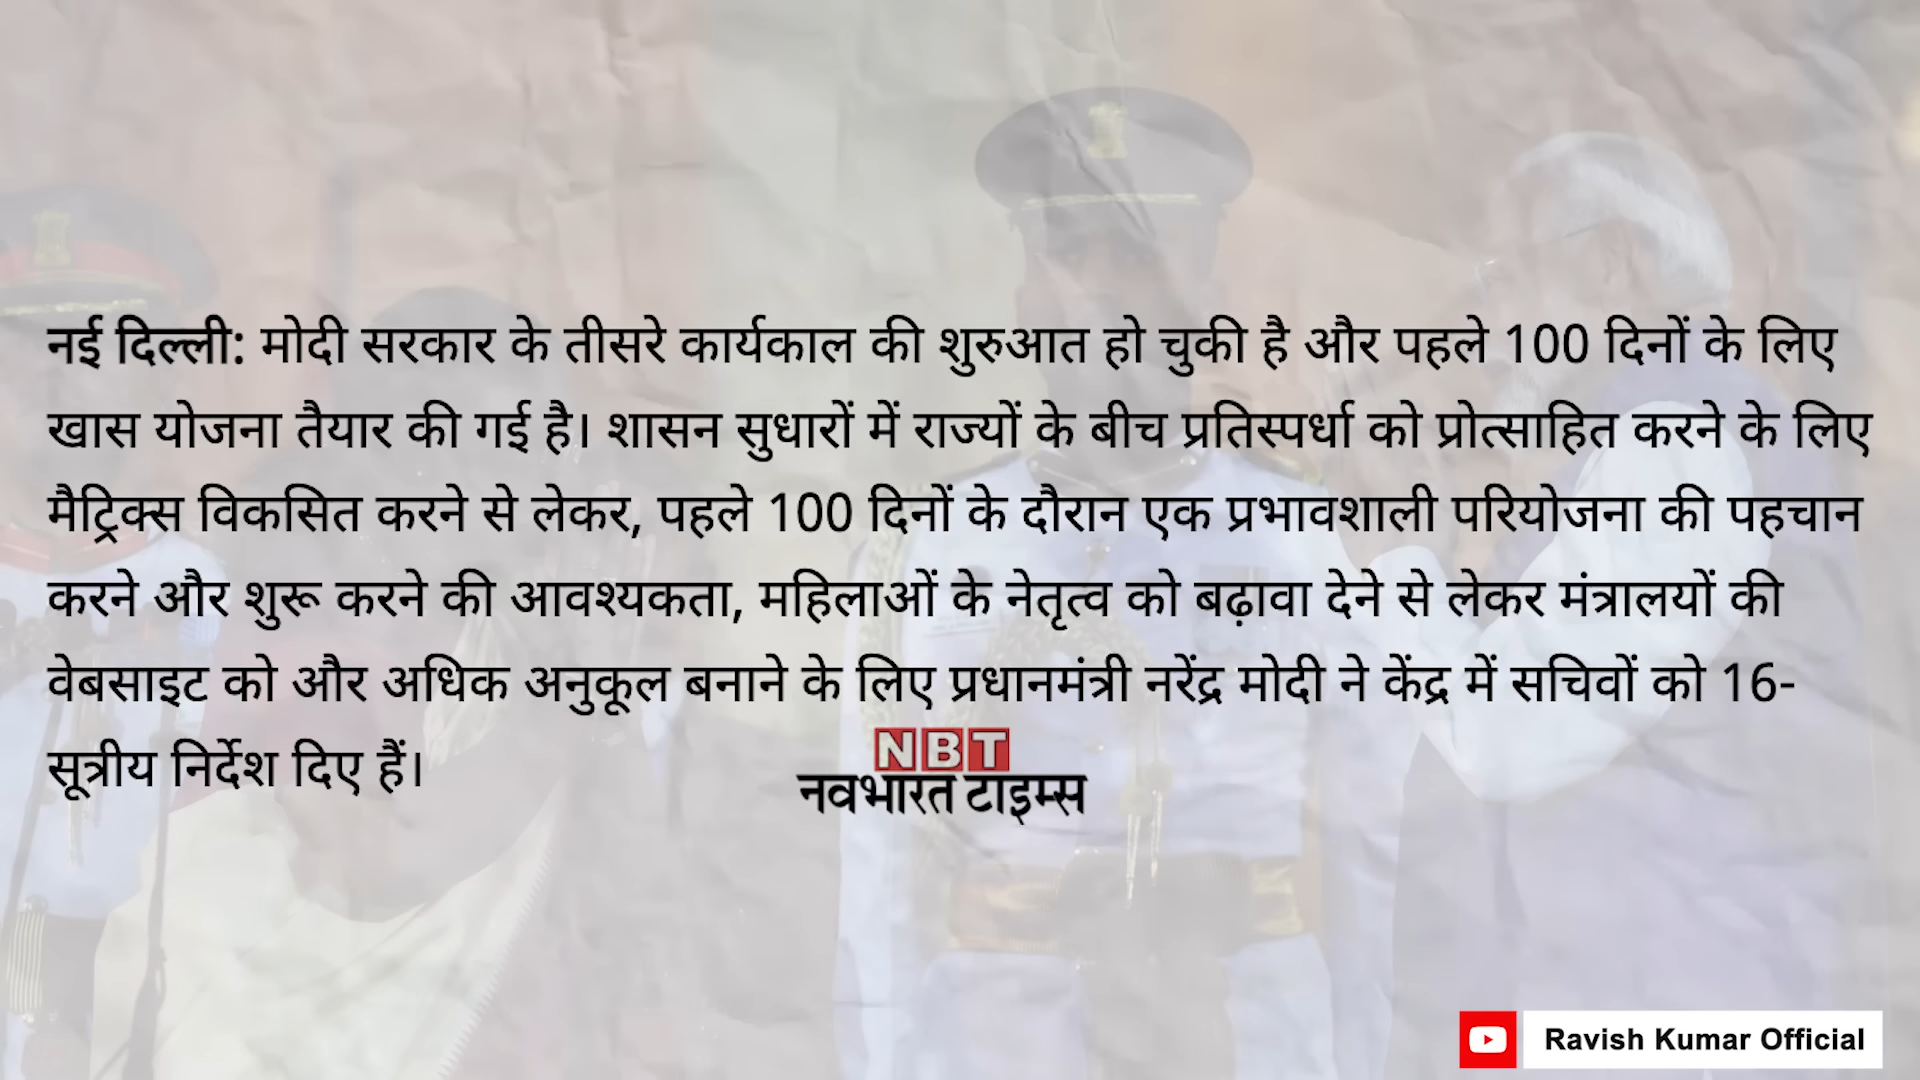 नई दिल्ली: मोदी सरकार के तीसरे कार्यकाल की शुरुआत हो चुकी है और पहले 100 दिनों के लिए
खास योजना तैयार की गई है। शासन सुधारों में राज्यों के बीच प्रतिस्पर्धा को प्रोत्साहित करने के लिए
मैट्रिक्स विकसित करने से लेकर, पहले 100 दिनों के दौरान एक प्रभावशाली परियोजना की पहचान
करने और शुरू करने की आवश्यकता, महिलाओं के नेतृत्व को बढ़ावा देने से लेकर मंत्रालयों की
वेबसाइट को और अधिक अनुकूल बनाने के लिए प्रधानमंत्री नरेंद्र मोदी ने केंद्र में सचिवों को 16-
सूत्रीय निर्देश दिए हैं।
NBT
नवभारत टाइम्स
Ravish Kumar Official